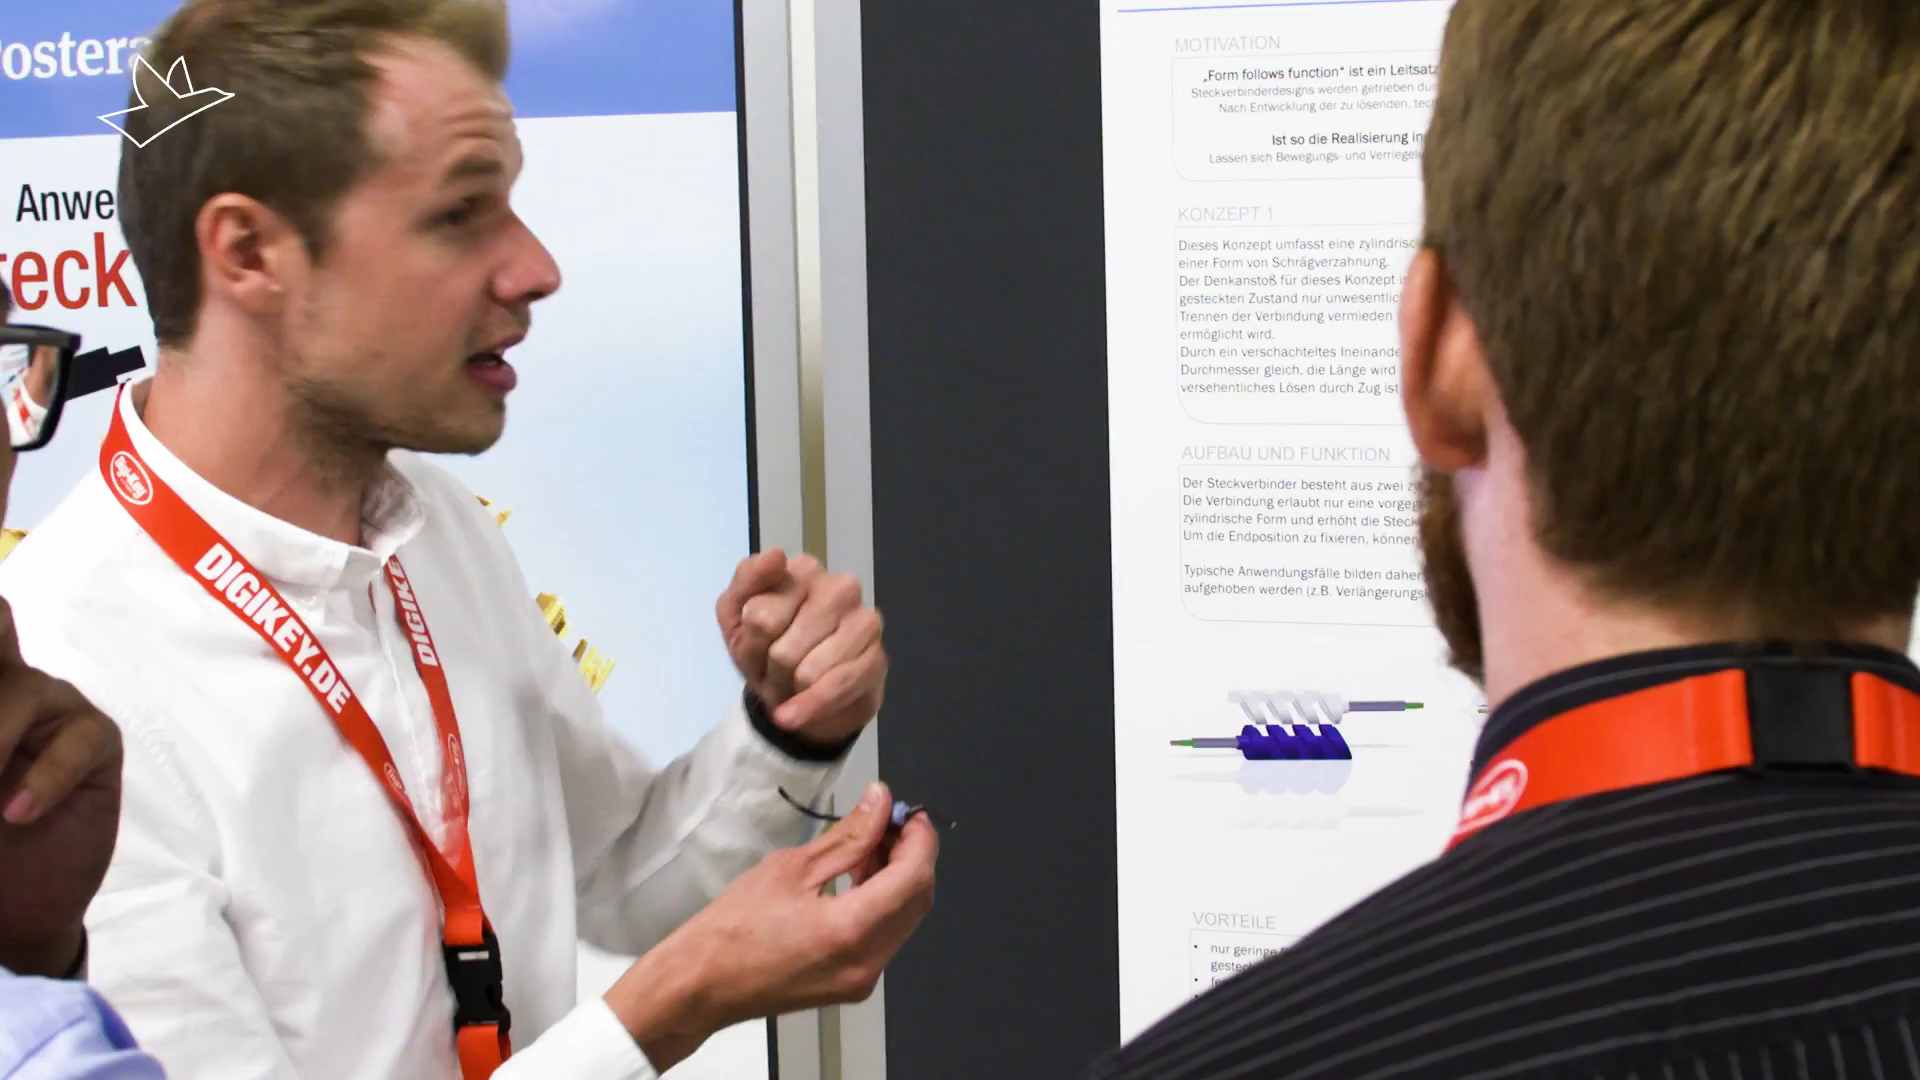 Anwe
teck
Digi-Key
DIGIKEY.DE
DIGIKE
MOTIVATION
„Form follows function“ ist ein Leitsatz
Steckverbinderdesigns werden getrieben
Nach Entwicklung der zu lösenden, tec
Ist so die Realisierung in
Lassen sich Bewegungs- und Verriegel
KONZEPT 1
Dieses Konzept umfasst eine zylindrisc
einer Form von Schrägverzahnung.
Der Denkanstoß für dieses Konzept
gesteckten Zustand nur unwesentlic
Trennen der Verbindung vermieden
ermöglicht wird.
Durch ein verschachteltes Ineinande
Durchmesser gleich, die Länge wird
versehentliches Lösen durch Zug ist
AUFBAU UND FUNKTION
Der Steckverbinder besteht aus zwei
Die Verbindung erlaubt nur eine vorgeg
zylindrische Form und erhöht die Steck
Um die Endposition zu fixieren, können
Typische Anwendungsfälle bilden daher
aufgehoben werden (z.B. Verlängerungs
VORTEILE
• nur geringe